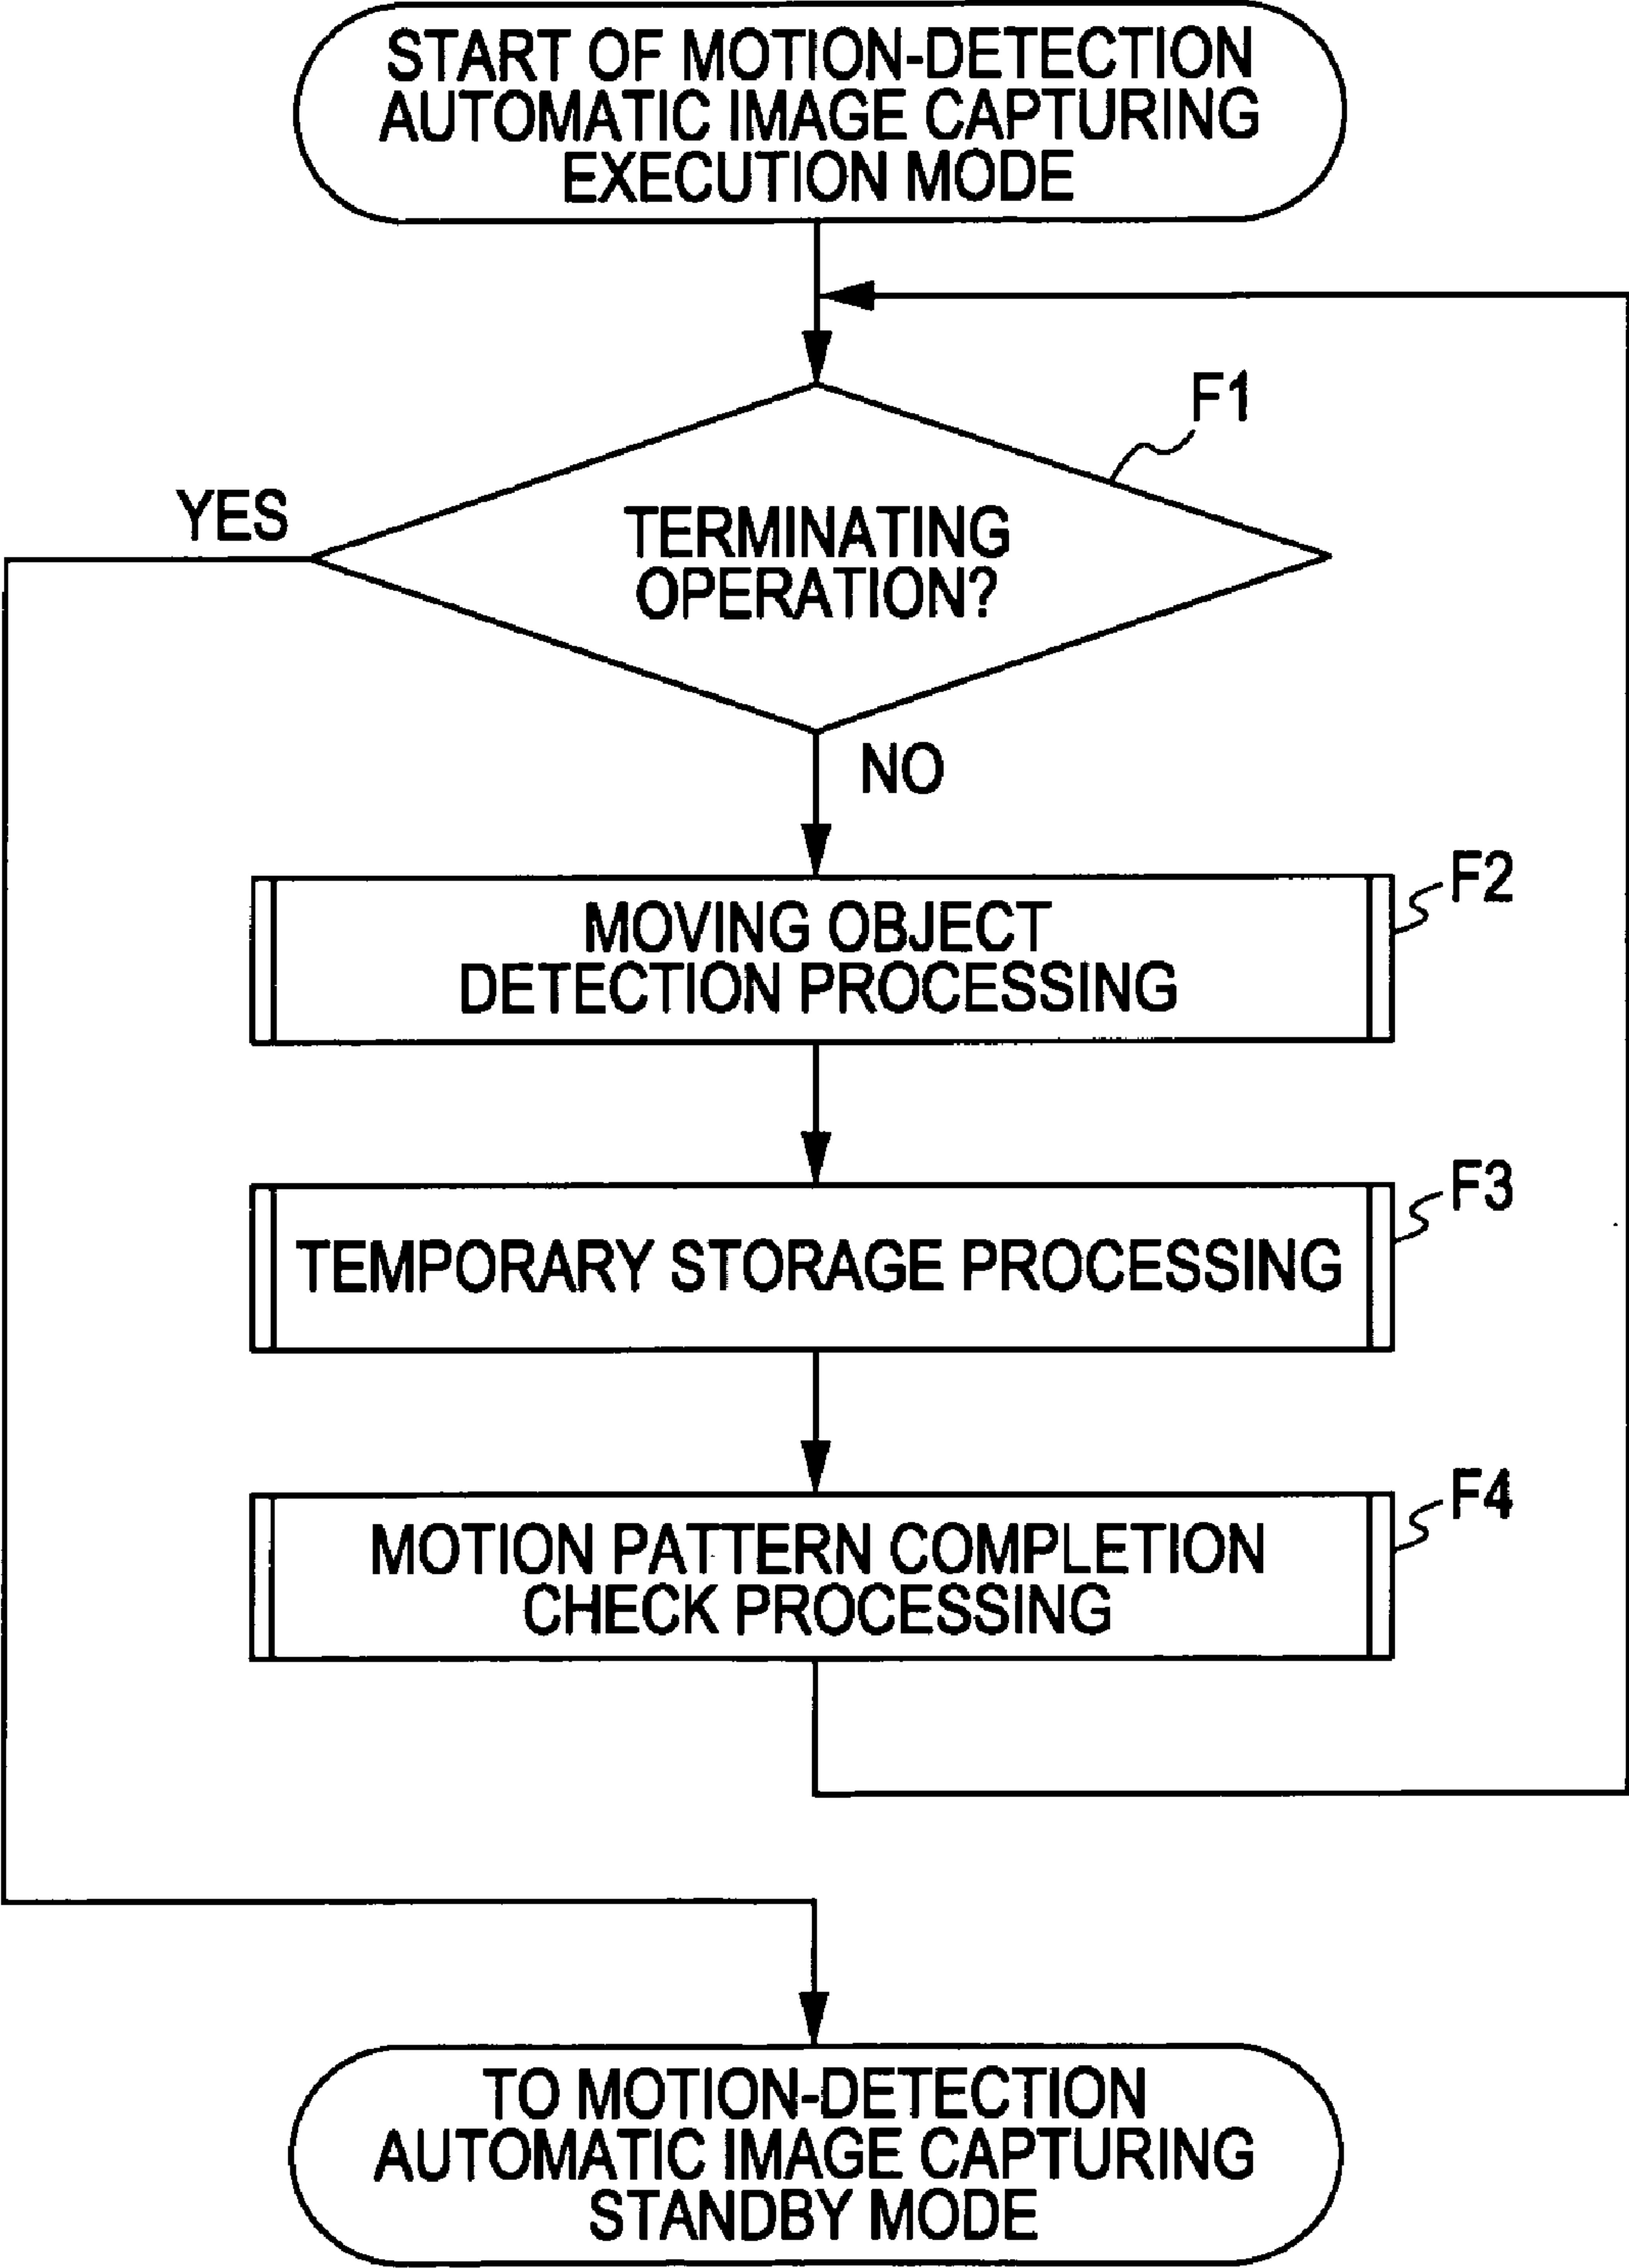 START OF MOTION-DETECTION
AUTOMATIC IMAGE CAPTURING
EXECUTION MODE
F1
YES
TERMINATING
OPERATION?
NO
F2
MOVING OBJECT
DETECTION PROCESSING
F3
TEMPORARY STORAGE PROCESSING
F4
MOTION PATTERN COMPLETION
CHECK PROCESSING
TO MOTION-DETECTION
AUTOMATIC IMAGE CAPTURING
STANDBY MODE